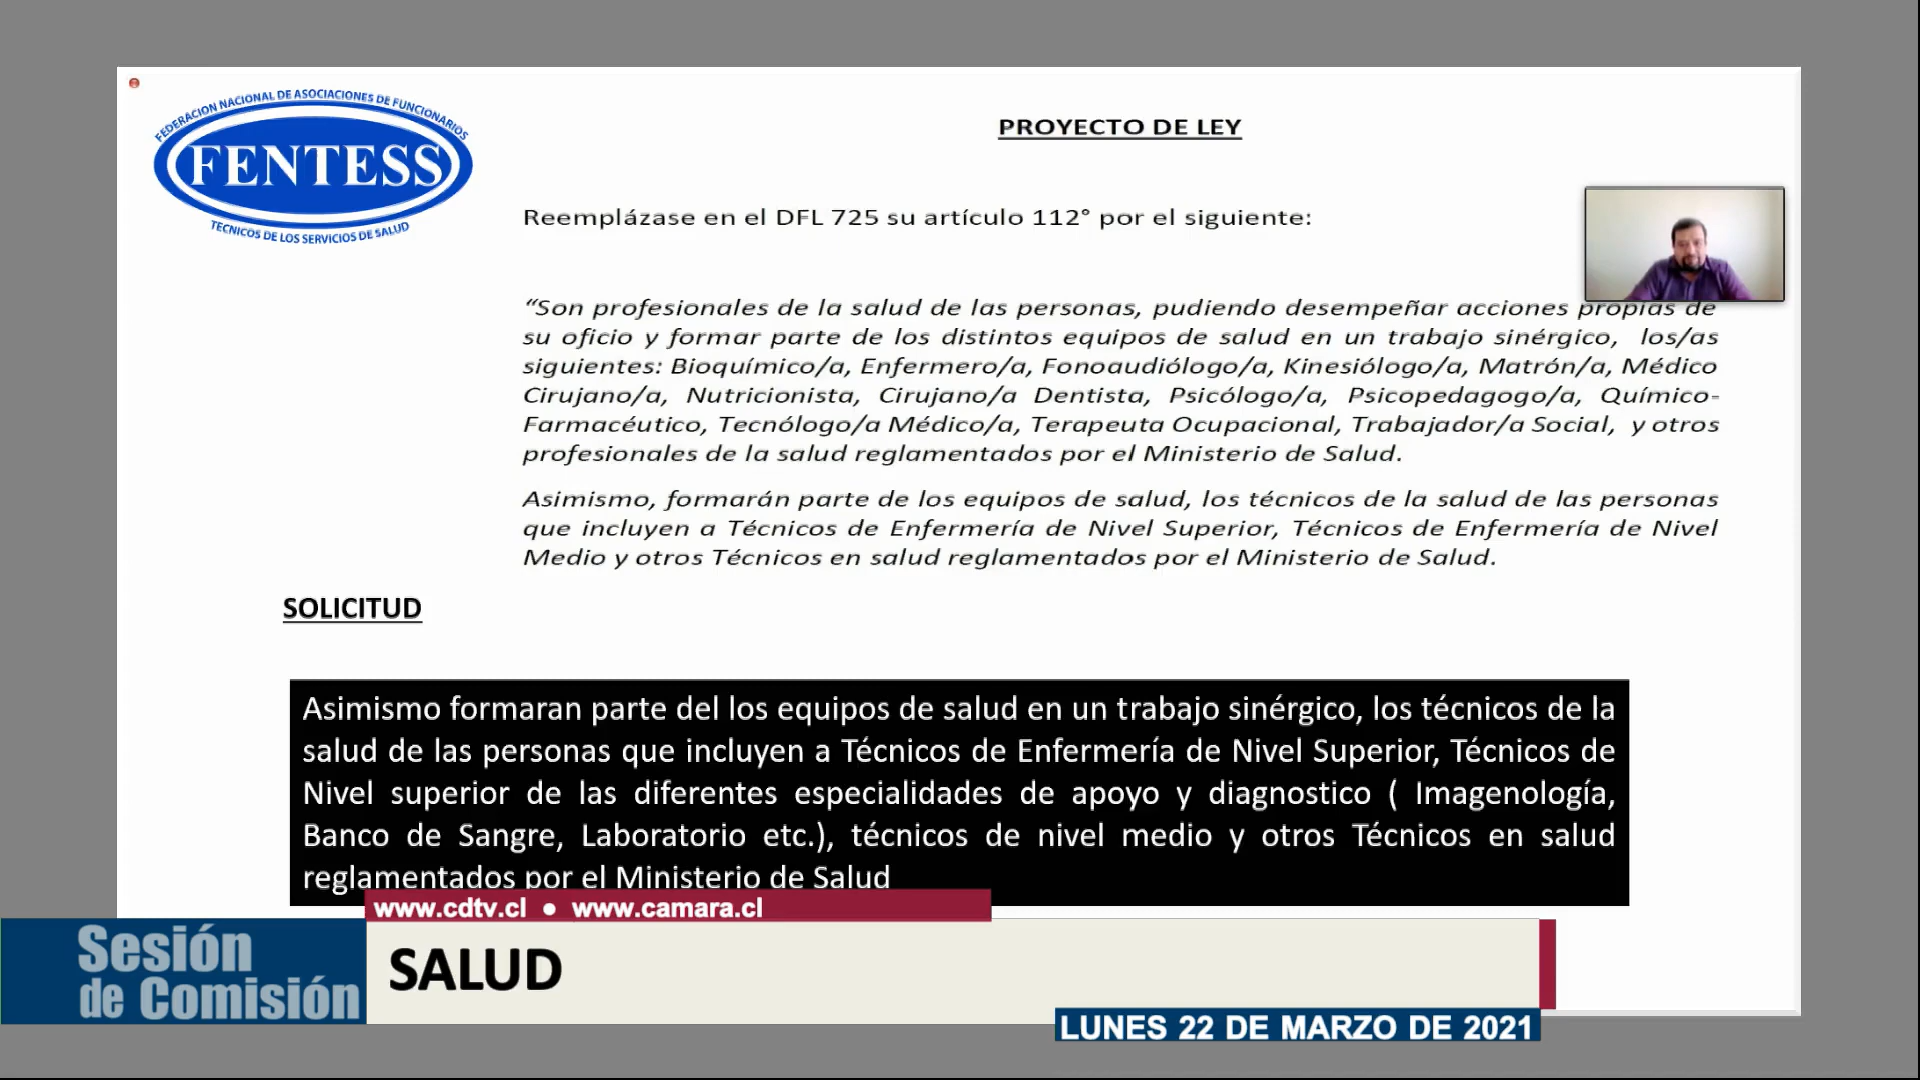 FEDERACION NACIONAL DE ASOCIACIONES DE FUNCIONARIOS
FENTESS
TECNICOS DE LOS SERVICIOS DE SALUD
PROYECTO DE LEY
Reemplázase en el DFL 725 su artículo 112° por el siguiente:
“Son profesionales de la salud de las personas, pudiendo desempeñar acciones propias de
su oficio y formar parte de los distintos equipos de salud en un trabajo sinérgico, los/as
siguientes: Bioquímico/a, Enfermero/a, Fonoaudiólogo/a, Kinesiólogo/a, Matrón/a, Médico
Cirujano/a, Nutricionista, Cirujano/a Dentista, Psicólogo/a, Psicopedagogo/a, Químico-
Farmacéutico, Tecnólogo/a Médico/a, Terapeuta Ocupacional, Trabajador/a Social, y otros
profesionales de la salud reglamentados por el Ministerio de Salud.
Asimismo, formarán parte de los equipos de salud, los técnicos de la salud de las personas
que incluyen a Técnicos de Enfermería de Nivel Superior, Técnicos de Enfermería de Nivel
Medio y otros Técnicos en salud reglamentados por el Ministerio de Salud.
SOLICITUD
Asimismo formaran parte del los equipos de salud en un trabajo sinérgico, los técnicos de la
salud de las personas que incluyen a Técnicos de Enfermería de Nivel Superior, Técnicos de
Nivel superior de las diferentes especialidades de apoyo y diagnostico ( Imagenología,
Banco de Sangre, Laboratorio etc.), técnicos de nivel medio y otros Técnicos en salud
reglamentados por el Ministerio de Salud
www.cdtv.cl ● www.camara.cl
Sesión
de Comisión
SALUD
LUNES 22 DE MARZO DE 2021